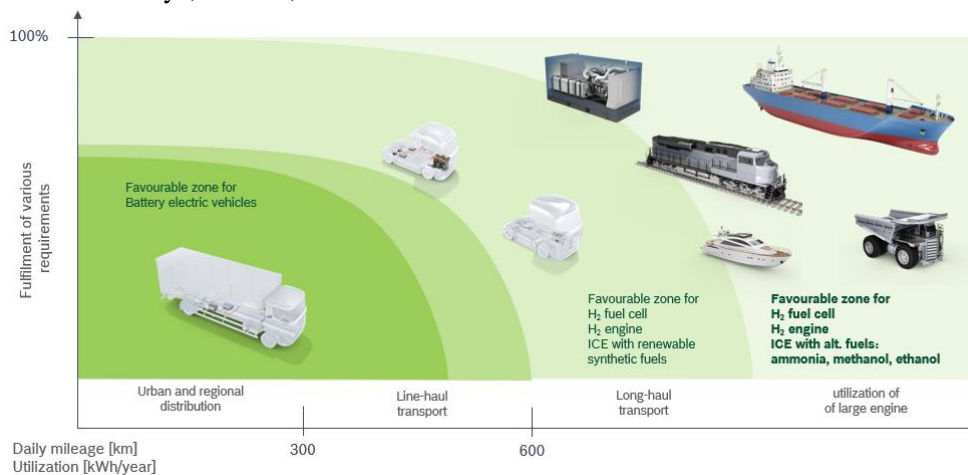 100%
Fulfilment of various
requirements
Favourable zone for
Battery electric vehicles
Favourable zone for
H₂ fuel cell
H₂ engine
ICE with renewable
synthetic fuels
Favourable zone for
H₂ fuel cell
H₂ engine
ICE with alt. fuels:
ammonia, methanol, ethanol
Urban and regional
distribution
Line-haul
transport
Long-haul
transport
utilization of
of large engine
Daily mileage [km]
Utilization [kWh/year]
300
600